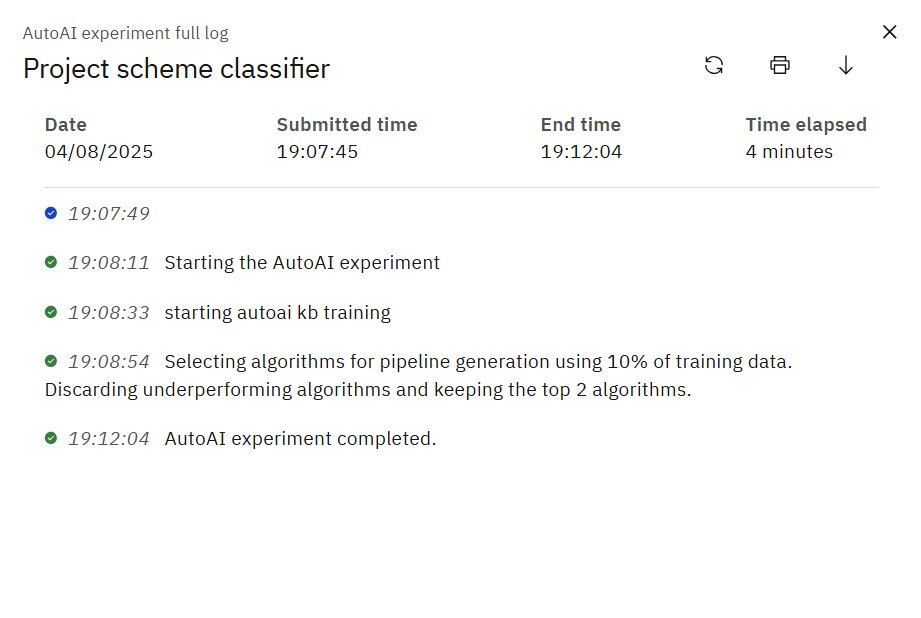 AutoAI experiment full log
Project scheme classifier
Date Submitted time End time Time elapsed
04/08/2025 19:07:45 19:12:04 4 minutes
19:07:49
19:08:11 Starting the AutoAI experiment
19:08:33 starting autoai kb training
19:08:54 Selecting algorithms for pipeline generation using 10% of training data.
Discarding underperforming algorithms and keeping the top 2 algorithms.
19:12:04 AutoAI experiment completed.